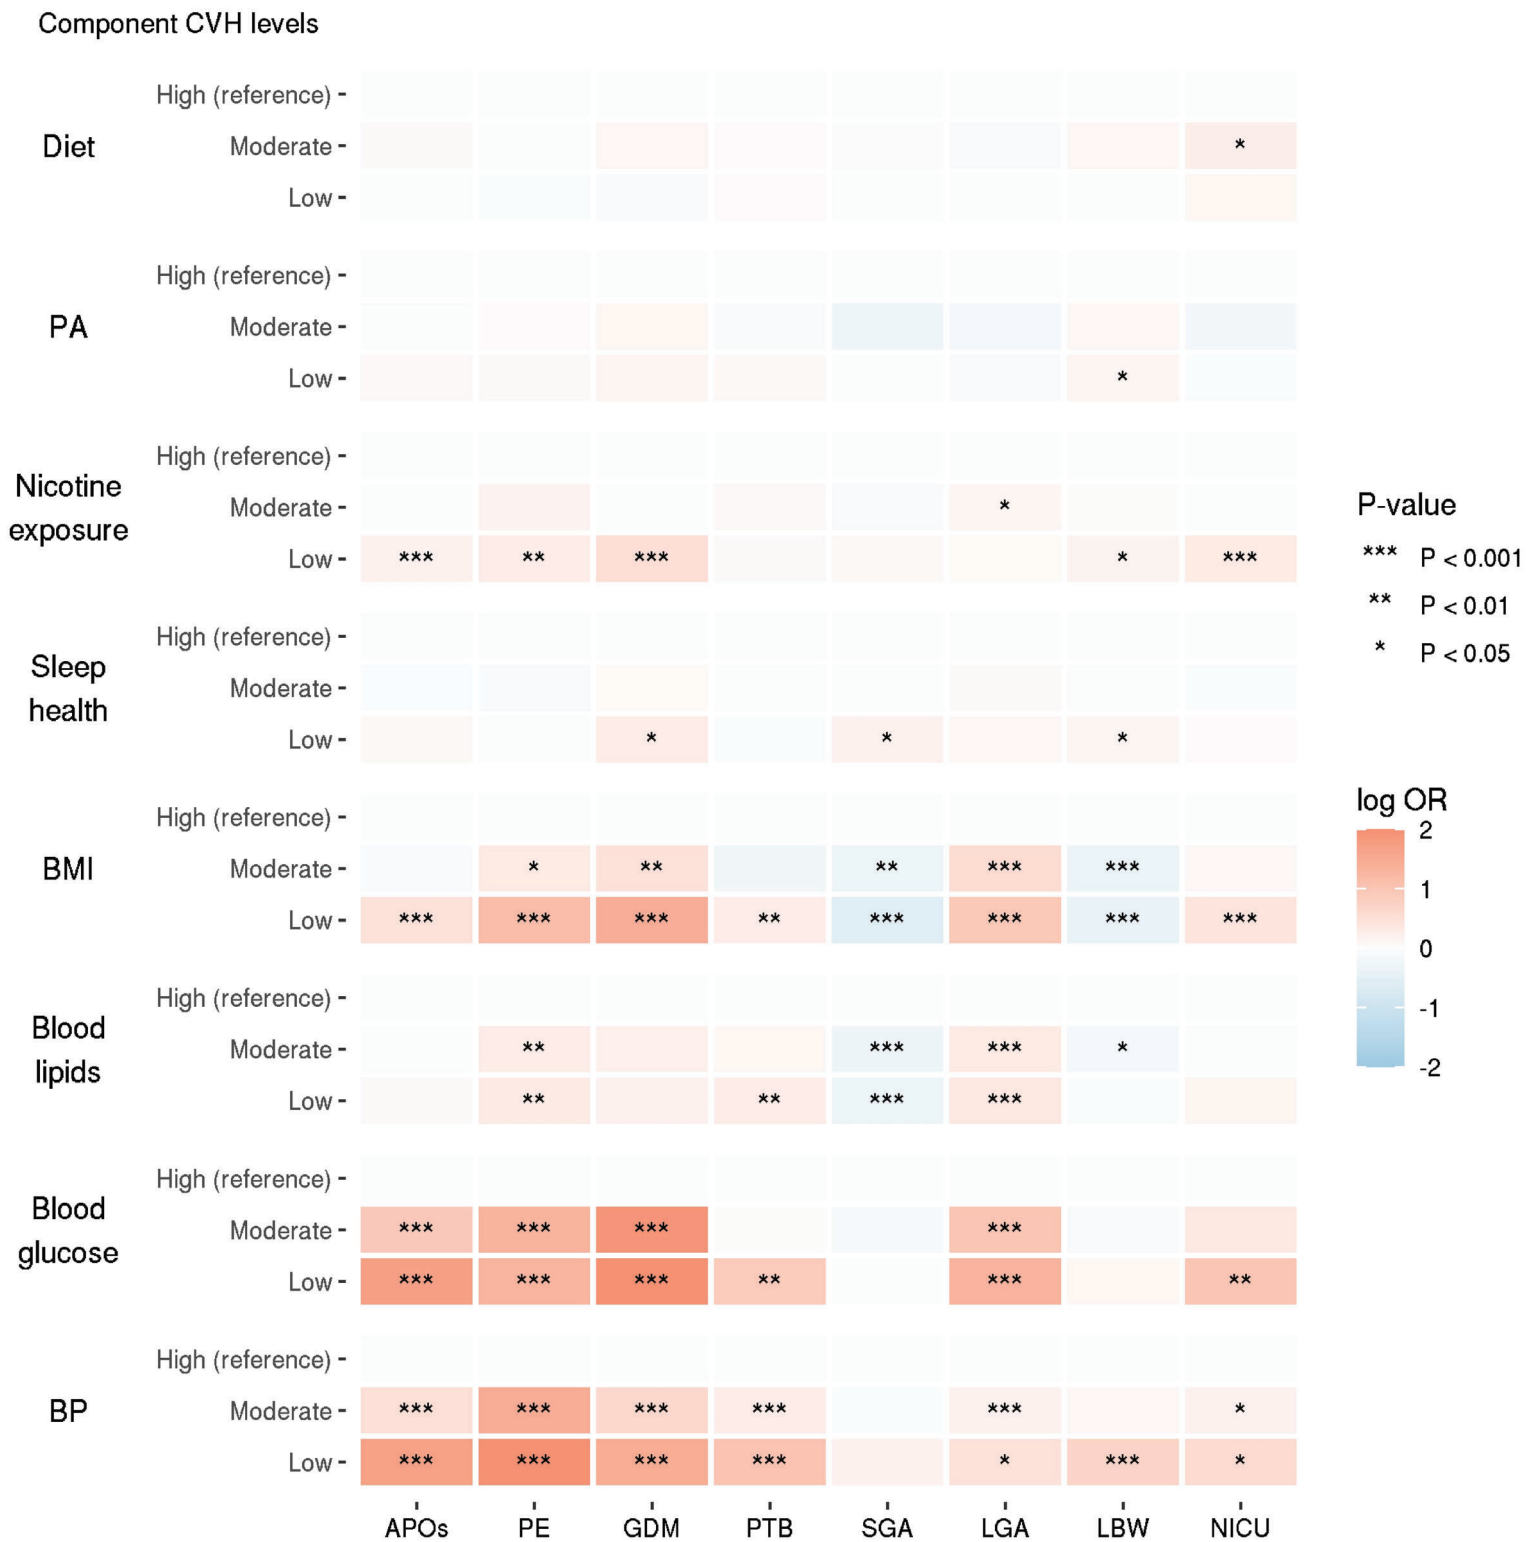 Component CVH levels
High (reference)
Diet
Moderate
*
Low
High (reference)
PA
Moderate
Low
*
High (reference)
Nicotine
exposure
Moderate
*
Low
*** ** *** * ***
High (reference)
Sleep
health
Moderate
Low
* * *
High (reference)
BMI
Moderate
* ** ** *** ***
Low
*** *** *** ** *** *** *** ***
High (reference)
Blood
lipids
Moderate
** *** *** *
Low
** ** *** ***
High (reference)
Blood
glucose
Moderate
*** *** *** ***
Low
*** *** *** ** *** **
High (reference)
BP
Moderate
*** *** *** *** *** *
Low
*** *** *** *** * *** *
APOs PE GDM PTB SGA LGA LBW NICU
P-value
*** P < 0.001
** P < 0.01
* P < 0.05
log OR
2
1
0
-1
-2